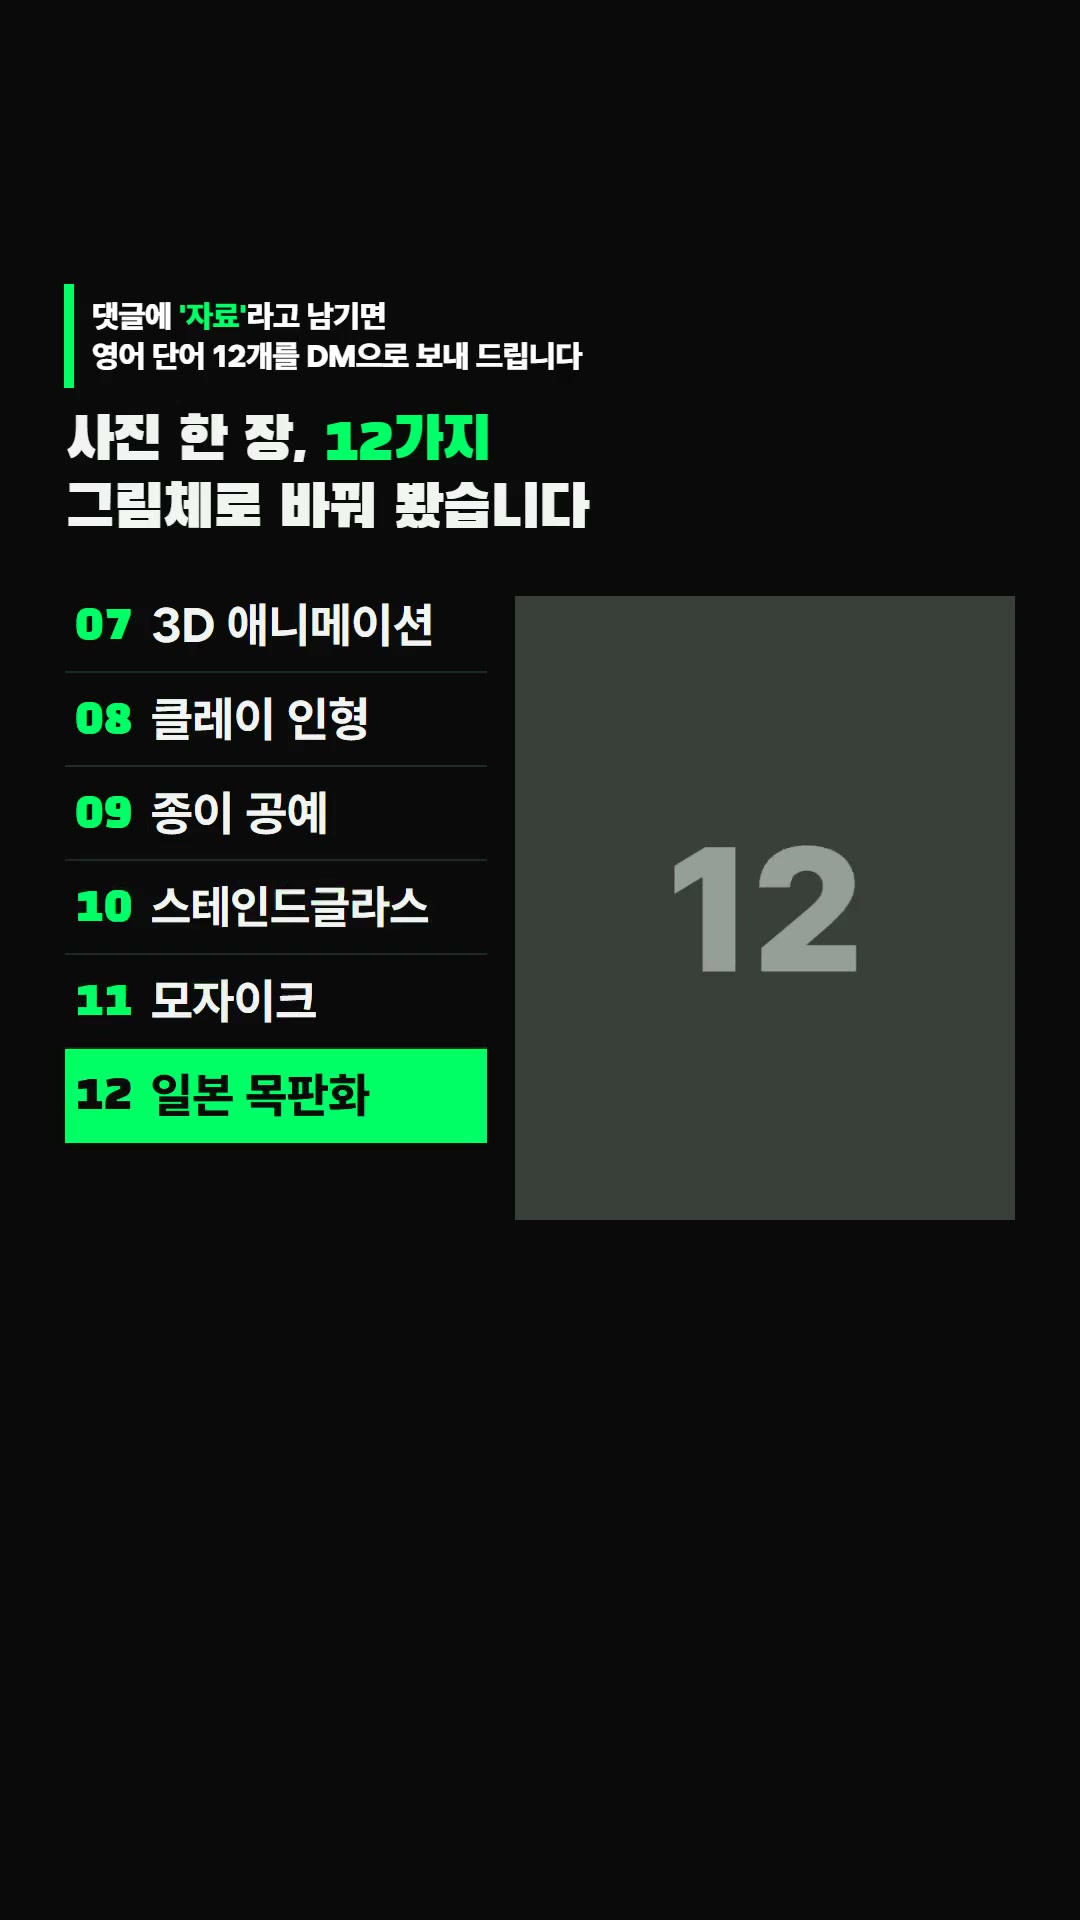 댓글에 '자료'라고 남기면
영어 단어 12개를 DM으로 보내 드립니다
사진 한 장, 12가지
그림체로 바꿔 봤습니다
07 3D 애니메이션
08 클레이 인형
09 종이 공예
10 스테인드글라스
11 모자이크
12 일본 목판화
12